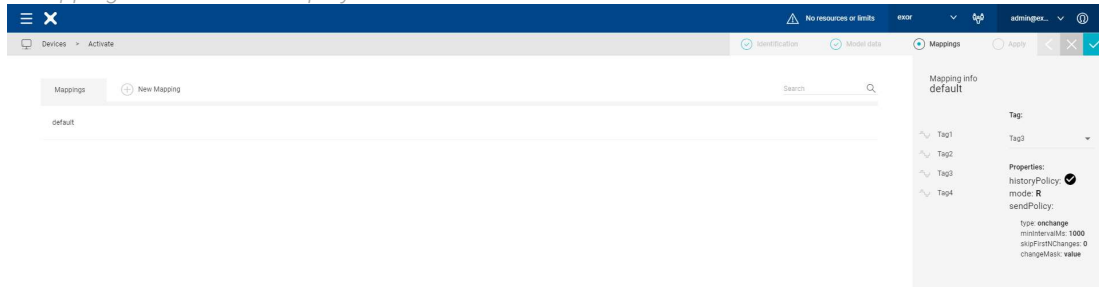 No resources or limits
exor
admin@ex...
Devices > Activate
Identification
Model data
Mappings
Apply
Mappings
New Mapping
Search
default
Mapping info
default
Tag1
Tag2
Tag3
Tag4
Tag:
Tag3
Properties:
historyPolicy:
mode: R
sendPolicy:
type: onchange
minIntervalMs: 1000
skipFirstNChanges: 0
changeMask: value